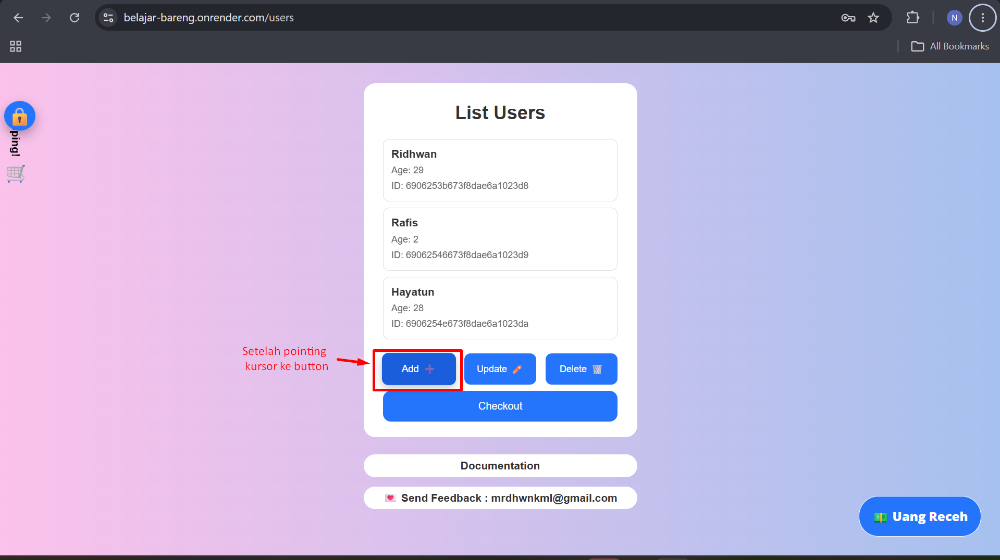 belajar-bareng.onrender.com/users
N
All Bookmarks
ping!
List Users
Ridhwan
Age: 29
ID: 6906253b673f8dae6a1023d8
Rafis
Age: 2
ID: 69062546673f8dae6a1023d9
Hayatun
Age: 28
ID: 6906254e673f8dae6a1023da
Setelah pointing
kursor ke button
Add
Update
Delete
Checkout
Documentation
Send Feedback : mrdhwnkml@gmail.com
Uang Receh